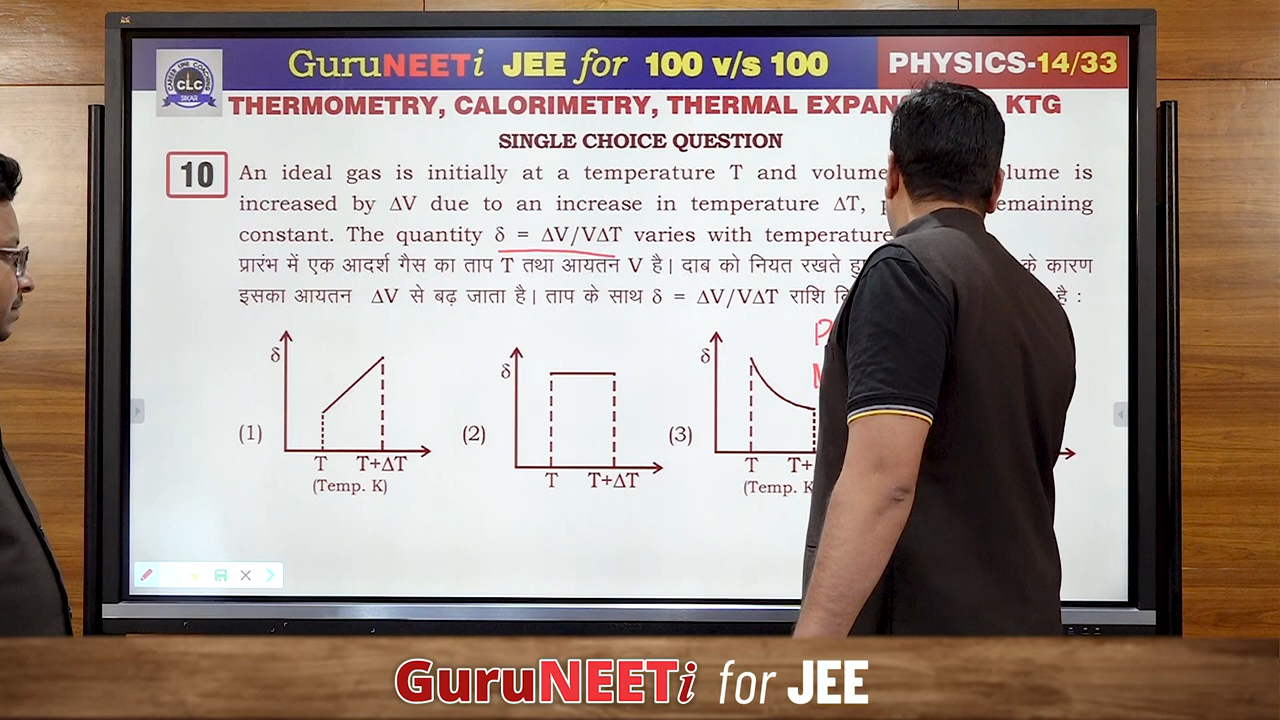 GuruNEETi JEE for 100 v/s 100
PHYSICS-14/33
CLC
SIKAR
THERMOMETRY, CALORIMETRY, THERMAL EXPAN KTG
SINGLE CHOICE QUESTION
10
An ideal gas is initially at a temperature T and volume olume is
increased by ΔV due to an increase in temperature ΔT, p emaining
constant. The quantity δ = ΔV/VΔT varies with temperature
प्रारंभ में एक आदर्श गैस का ताप T तथा आयतन V है। दाब को नियत रखते हु के कारण
इसका आयतन ΔV से बढ़ जाता है। ताप के साथ δ = ΔV/VΔT राशि है :
(1) δ T T+ΔT
(Temp. K)
(2) δ T T+ΔT
(3) δ T T+
(Temp. K
P
GuruNEETi for JEE